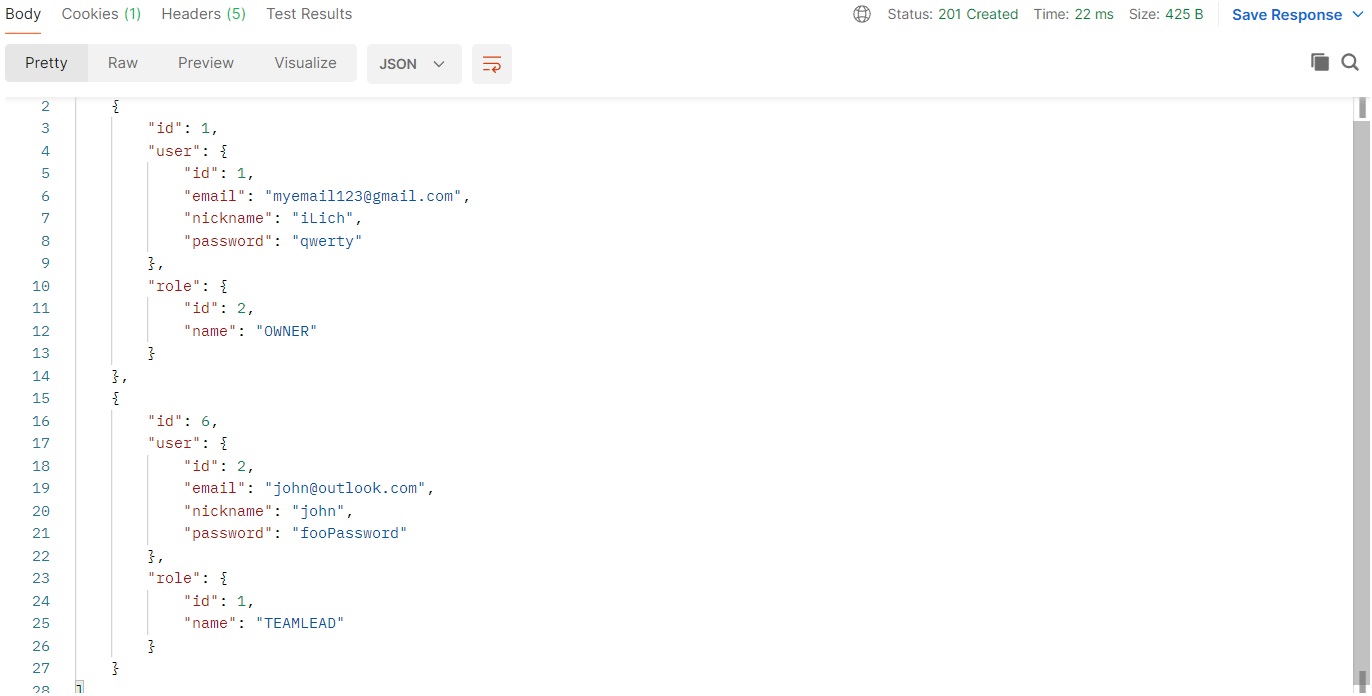 Body Cookies (1) Headers (5) Test Results Status: 201 Created Time: 22 ms Size: 425 B Save Response
Pretty Raw Preview Visualize JSON
2 {
3 "id": 1,
4 "user": {
5 "id": 1,
6 "email": "myemail123@gmail.com",
7 "nickname": "iLich",
8 "password": "qwerty"
9 },
10 "role": {
11 "id": 2,
12 "name": "OWNER"
13 }
14 },
15 {
16 "id": 6,
17 "user": {
18 "id": 2,
19 "email": "john@outlook.com",
20 "nickname": "john",
21 "password": "fooPassword"
22 },
23 "role": {
24 "id": 1,
25 "name": "TEAMLEAD"
26 }
27 }
28 ]